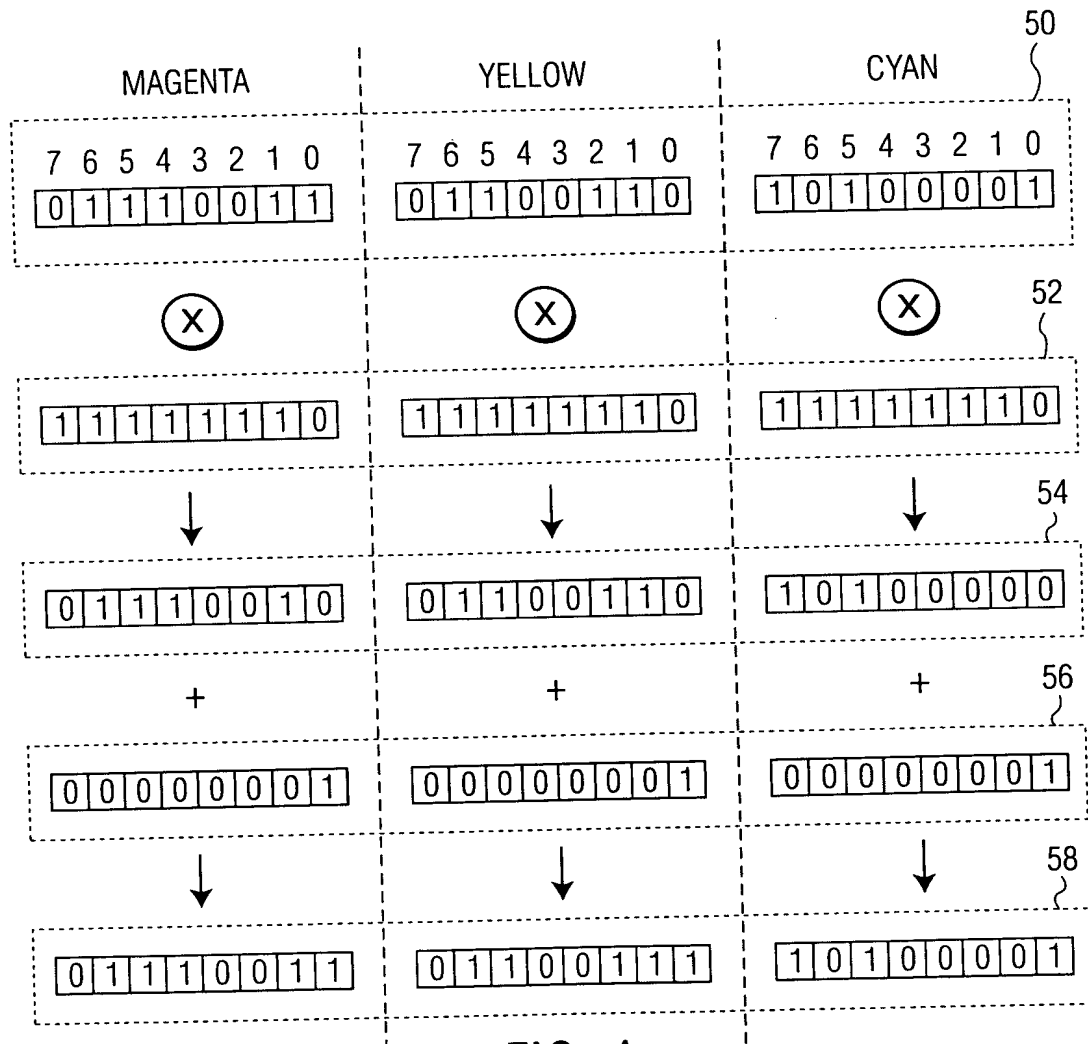 50
MAGENTA YELLOW CYAN
7 6 5 4 3 2 1 0 7 6 5 4 3 2 1 0 7 6 5 4 3 2 1 0
0 1 1 1 0 0 1 1 0 1 1 0 0 1 1 0 1 0 1 0 0 0 0 1
52
X X X
1 1 1 1 1 1 1 0 1 1 1 1 1 1 1 0 1 1 1 1 1 1 1 0
54
0 1 1 1 0 0 1 0 0 1 1 0 0 1 1 0 1 0 1 0 0 0 0 0
+ + + 56
0 0 0 0 0 0 0 1 0 0 0 0 0 0 0 1 0 0 0 0 0 0 0 1
58
0 1 1 1 0 0 1 1 0 1 1 0 0 1 1 1 1 0 1 0 0 0 0 1